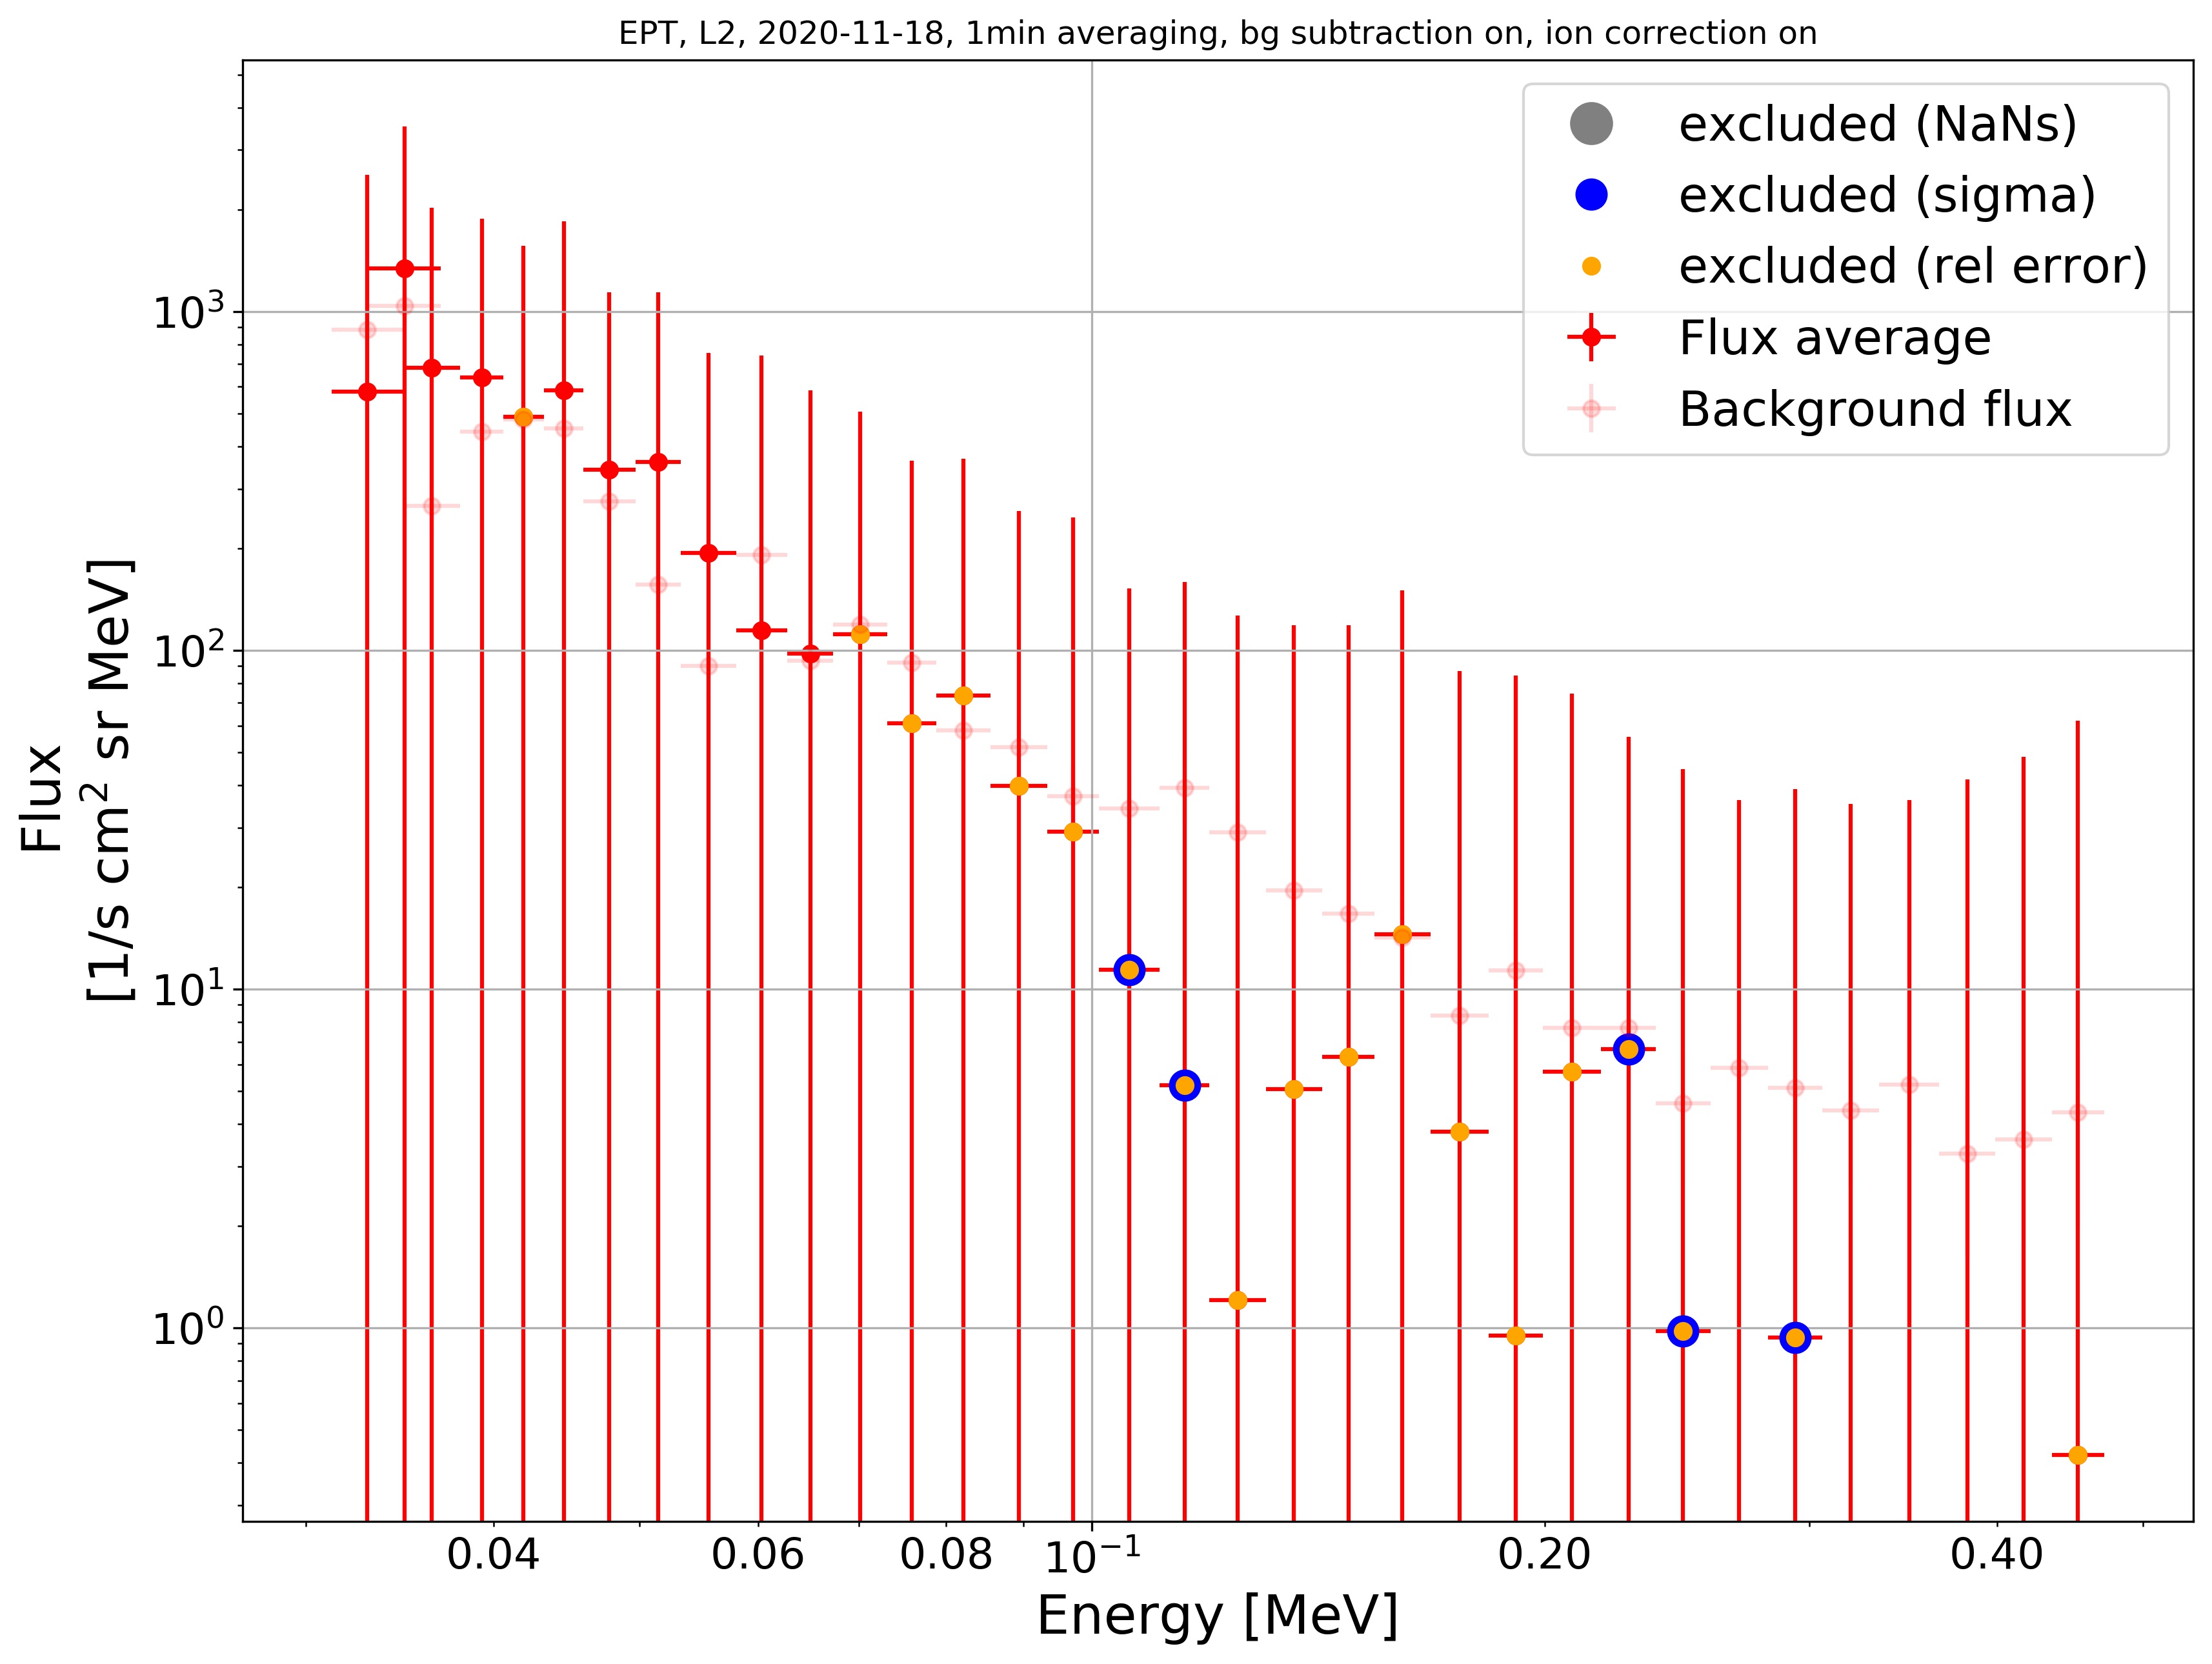 EPT, L2, 2020-11-18, 1min averaging, bg subtraction on, ion correction on
excluded (NaNs)
excluded (sigma)
excluded (rel error)
Flux average
Background flux
Flux
[1/s cm² sr MeV]
10³
10²
10¹
10⁰
0.04
0.06
0.08
10⁻¹
0.20
0.40
Energy [MeV]